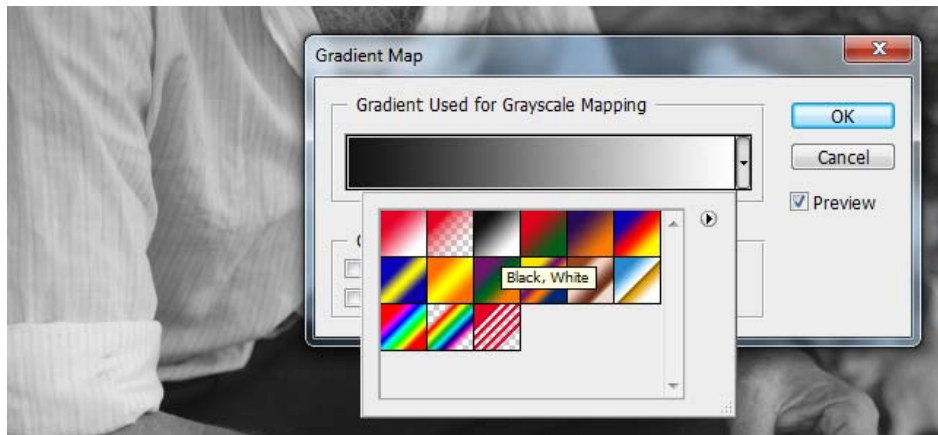 Gradient Map
Gradient Used for Grayscale Mapping
OK
Cancel
Preview
Black, White